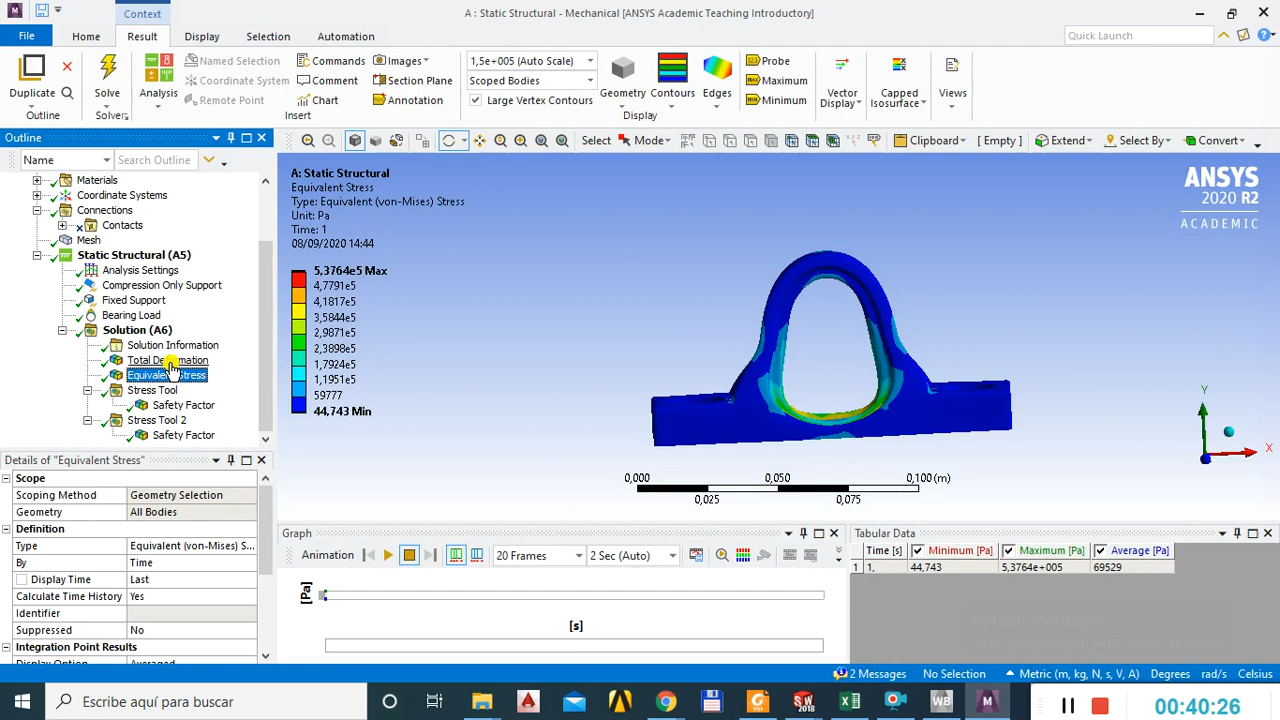 Context
A : Static Structural - Mechanical [ANSYS Academic Teaching Introductory]
File
Home
Result
Display
Selection
Automation
Quick Launch
Duplicate
Outline
Solve
Solver
Analysis
Named Selection
Coordinate System
Remote Point
Commands
Comment
Chart
Images
Section Plane
Annotation
Insert
1,5e+005 (Auto Scale)
Scoped Bodies
Large Vertex Contours
Geometry
Contours
Edges
Probe
Maximum
Minimum
Display
Vector
Display
Capped
Isosurface
Views
Outline
Select
Mode
Clipboard
[ Empty ]
Extend
Select By
Convert
Name
Search Outline
Materials
Coordinate Systems
Connections
Contacts
Mesh
Static Structural (A5)
Analysis Settings
Compression Only Support
Fixed Support
Bearing Load
Solution (A6)
Solution Information
Total Deformation
Equivalent Stress
Stress Tool
Safety Factor
Stress Tool 2
Safety Factor
A: Static Structural
Equivalent Stress
Type: Equivalent (von-Mises) Stress
Unit: Pa
Time: 1
08/09/2020 14:44
5,3764e5 Max
4,7791e5
4,1817e5
3,5844e5
2,9871e5
2,3898e5
1,7924e5
1,1951e5
59777
44,743 Min
ANSYS
2020 R2
ACADEMIC
Y
X
0,000
0,050
0,100 (m)
0,025
0,075
Details of "Equivalent Stress"
Scope
Scoping Method
Geometry Selection
Geometry
All Bodies
Definition
Type
Equivalent (von-Mises) S...
By
Time
Display Time
Last
Calculate Time History
Yes
Identifier
Suppressed
No
Integration Point Results
Display Option
Averaged
Graph
Animation
20 Frames
2 Sec (Auto)
[Pa]
[s]
Tabular Data
Time [s]
Minimum [Pa]
Maximum [Pa]
Average [Pa]
1
1,
44,743
5,3764e+005
69529
Activar Windows
2 Messages
No Selection
Metric (m, kg, N, s, V, A)
Degrees
rad/s
Celsius
Escribe aquí para buscar
00:40:26